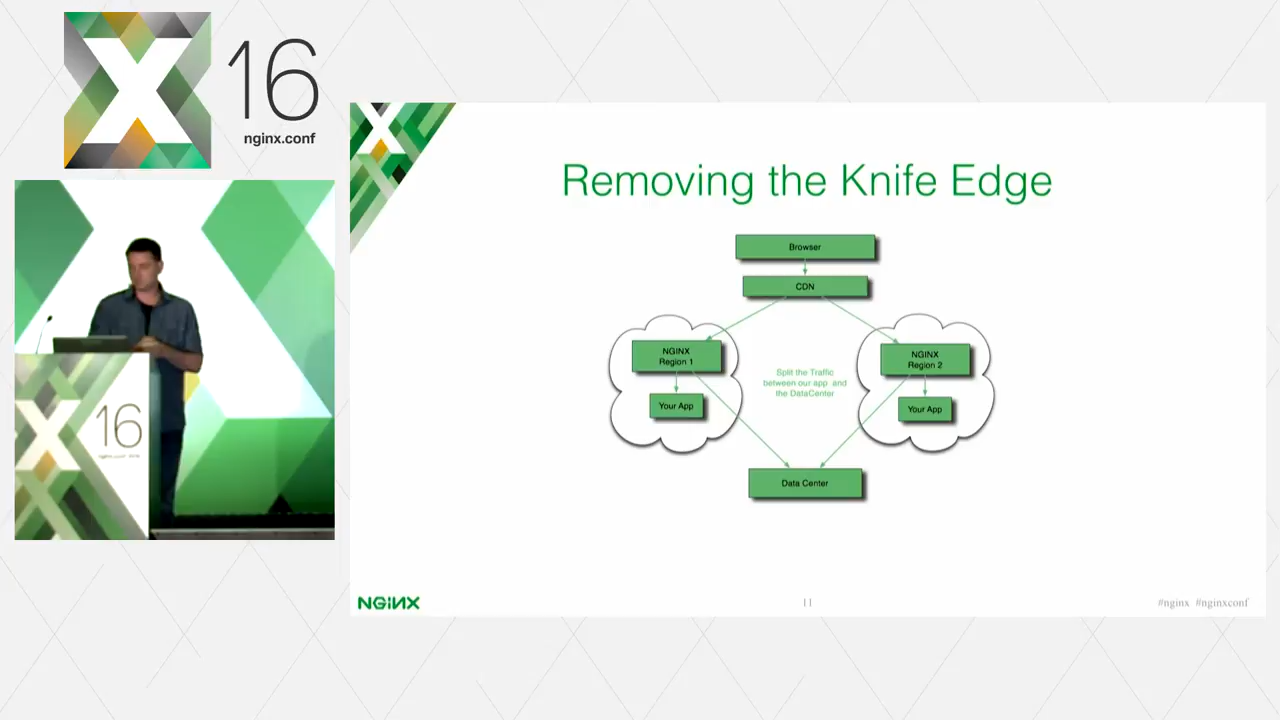 16
nginx.conf
Removing the Knife Edge
Browser
CDN
NGINX
Region 1
Your App
Split the Traffic
between our app and
the DataCenter
NGINX
Region 2
Your App
Data Center
16
NGINX
11
#nginx #nginxconf